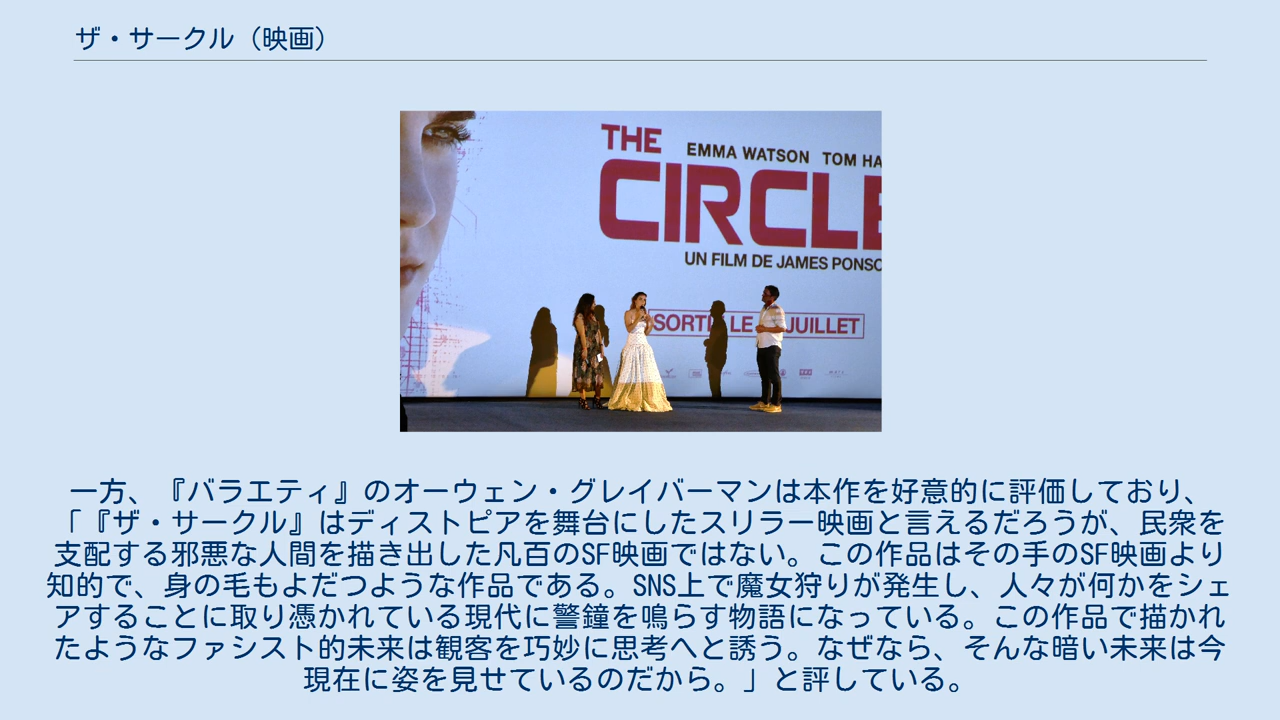 ザ・サークル（映画）
THE
EMMA WATSON TOM HA
CIRCLE
UN FILM DE JAMES PONSO
SORTIE LE JUILLET
一方、『バラエティ』のオーウェン・グレイバーマンは本作を好意的に評価しており、
「『ザ・サークル』はディストピアを舞台にしたスリラー映画と言えるだろうが、民衆を
支配する邪悪な人間を描き出した凡百のSF映画ではない。この作品はその手のSF映画より
知的で、身の毛もよだつような作品である。SNS上で魔女狩りが発生し、人々が何かをシェ
アすることに取り憑かれている現代に警鐘を鳴らす物語になっている。この作品で描かれ
たようなファシスト的未来は観客を巧妙に思考へと誘う。なぜなら、そんな暗い未来は今
現在に姿を見せているのだから。」と評している。